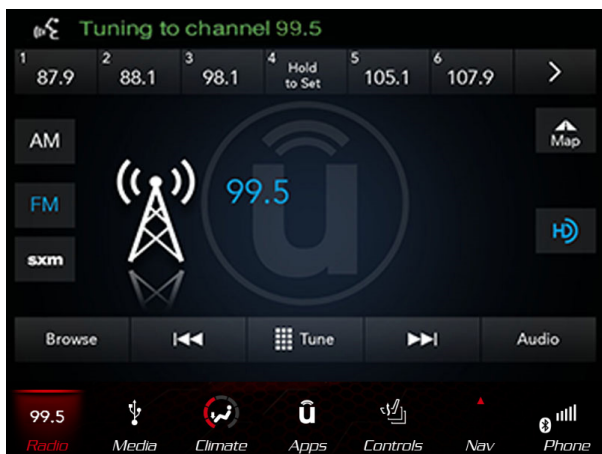 Tuning to channel 99.5
1 87.9 2 88.1 3 98.1 4 Hold to Set 5 105.1 6 107.9 >
AM
Map
99.5
FM
HD
sxm
Browse Tune Audio
99.5 û
Radio Media Climate Apps Controls Nav Phone